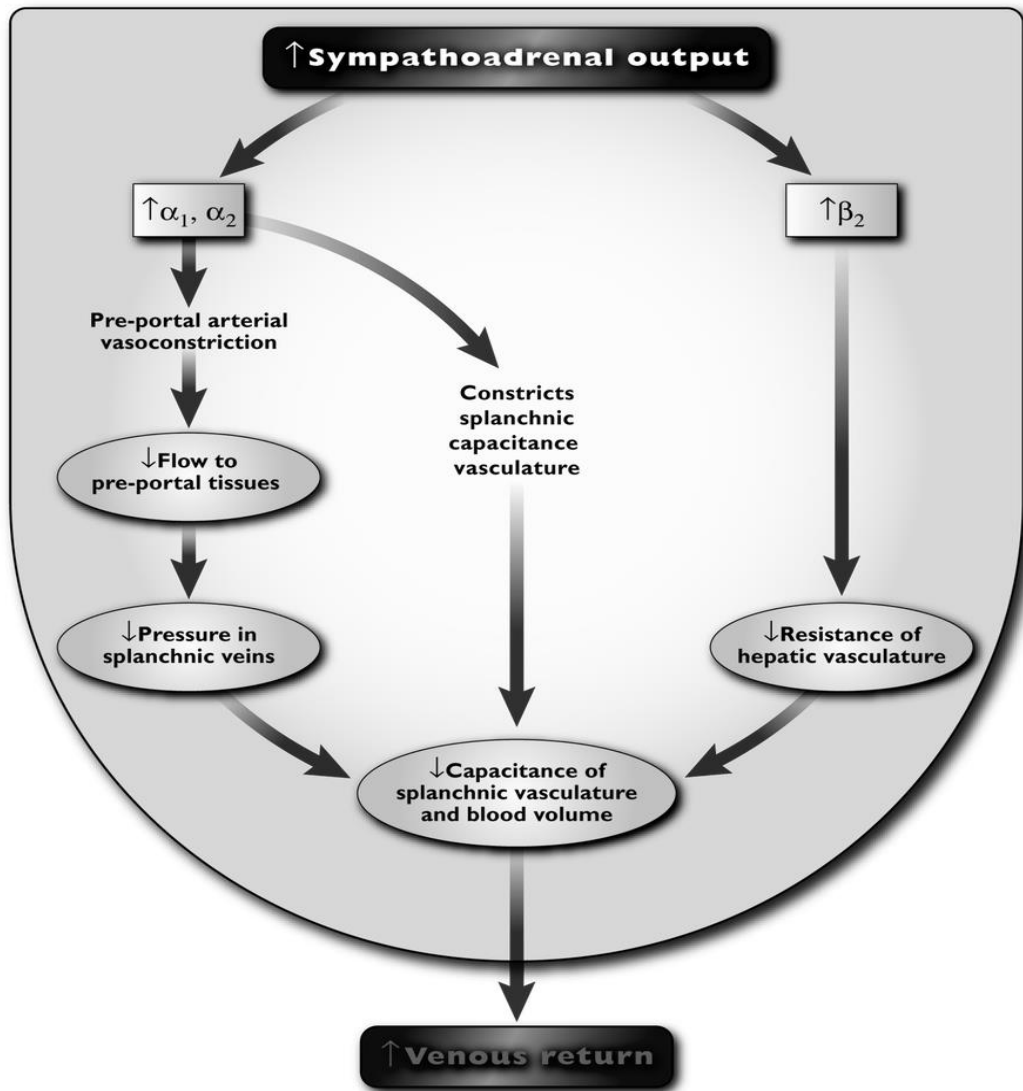 ↑Sympathoadrenal output
↑α₁, α₂
↑β₂
Pre-portal arterial
vasoconstriction
Constricts
splanchnic
capacitance
vasculature
↓Flow to
pre-portal tissues
↓Pressure in
splanchnic veins
↓Resistance of
hepatic vasculature
↓Capacitance of
splanchnic vasculature
and blood volume
↑Venous return